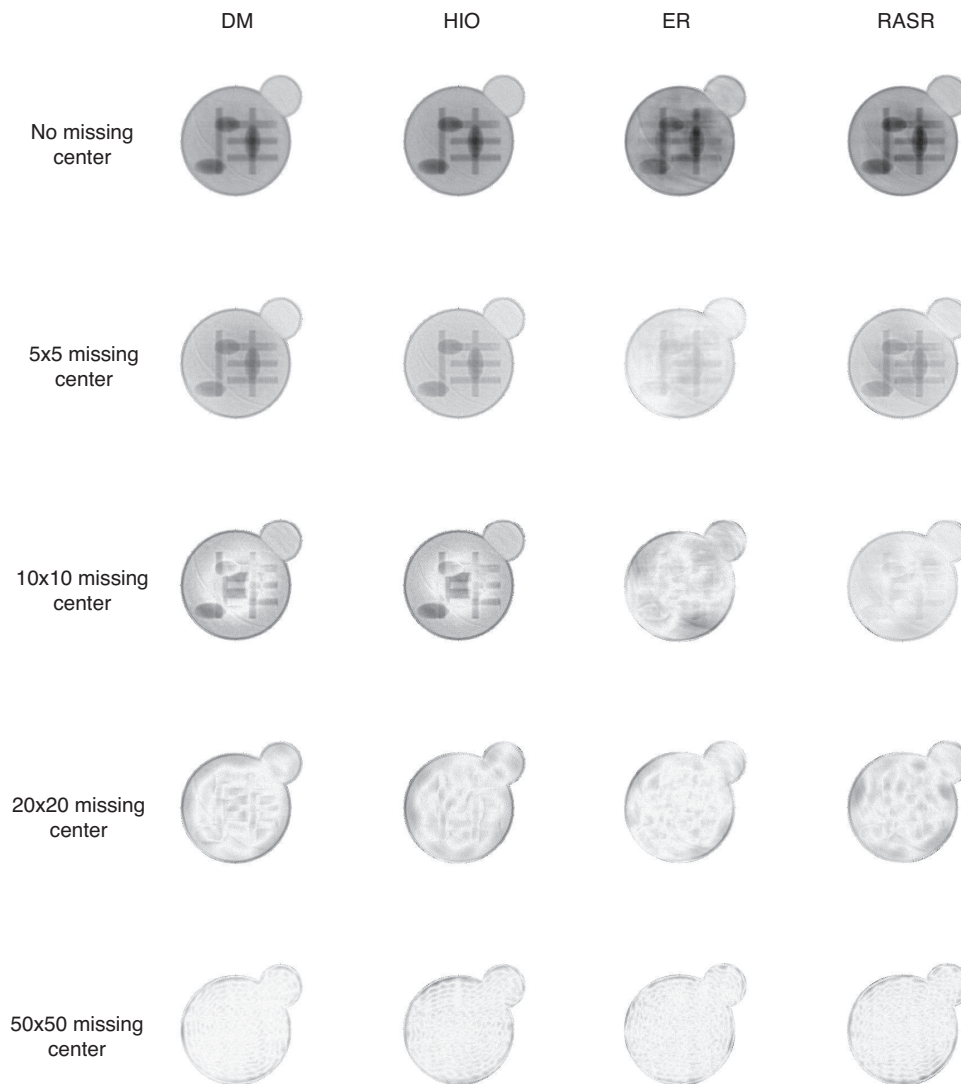 DM HIO ER RASR
No missing
center
5x5 missing
center
10x10 missing
center
20x20 missing
center
50x50 missing
center